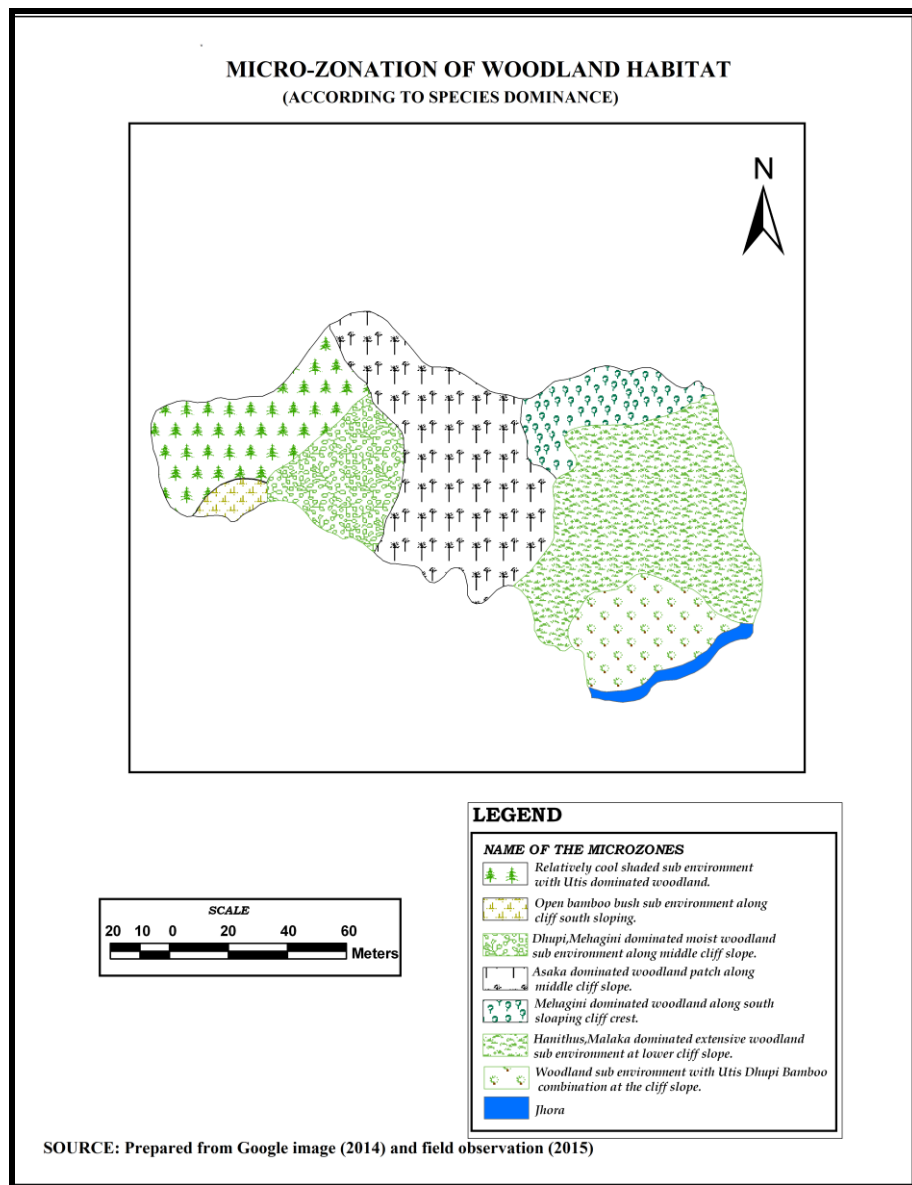 MICRO-ZONATION OF WOODLAND HABITAT
(ACCORDING TO SPECIES DOMINANCE)
N
LEGEND
NAME OF THE MICROZONES
Relatively cool shaded sub environment
with Utis dominated woodland.
Open bamboo bush sub environment along
cliff south sloping.
Dhupi,Mehagini dominated moist woodland
sub environment along middle cliff slope.
Asaka dominated woodland patch along
middle cliff slope.
Mehagini dominated woodland along south
sloaping cliff crest.
Hanithus,Malaka dominated extensive woodland
sub environment at lower cliff slope.
Woodland sub environment with Utis Dhupi Bamboo
combination at the cliff slope.
Jhora
SCALE
20 10 0 20 40 60
Meters
SOURCE: Prepared from Google image (2014) and field observation (2015)